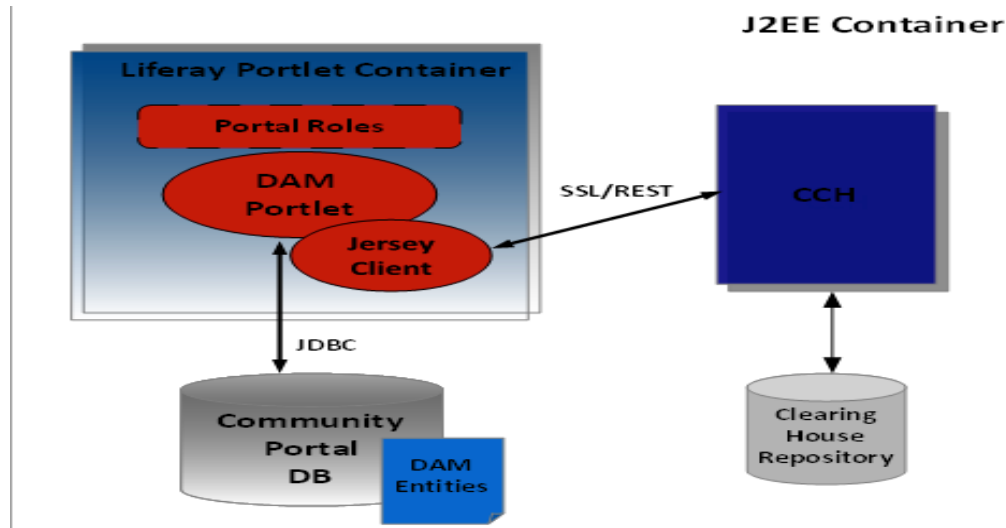 J2EE Container
Liferay Portlet Container
Portal Roles
DAM
Portlet
Jersey
Client
SSL/REST
CCH
JDBC
Community
Portal
DB
DAM
Entities
Clearing
House
Repository